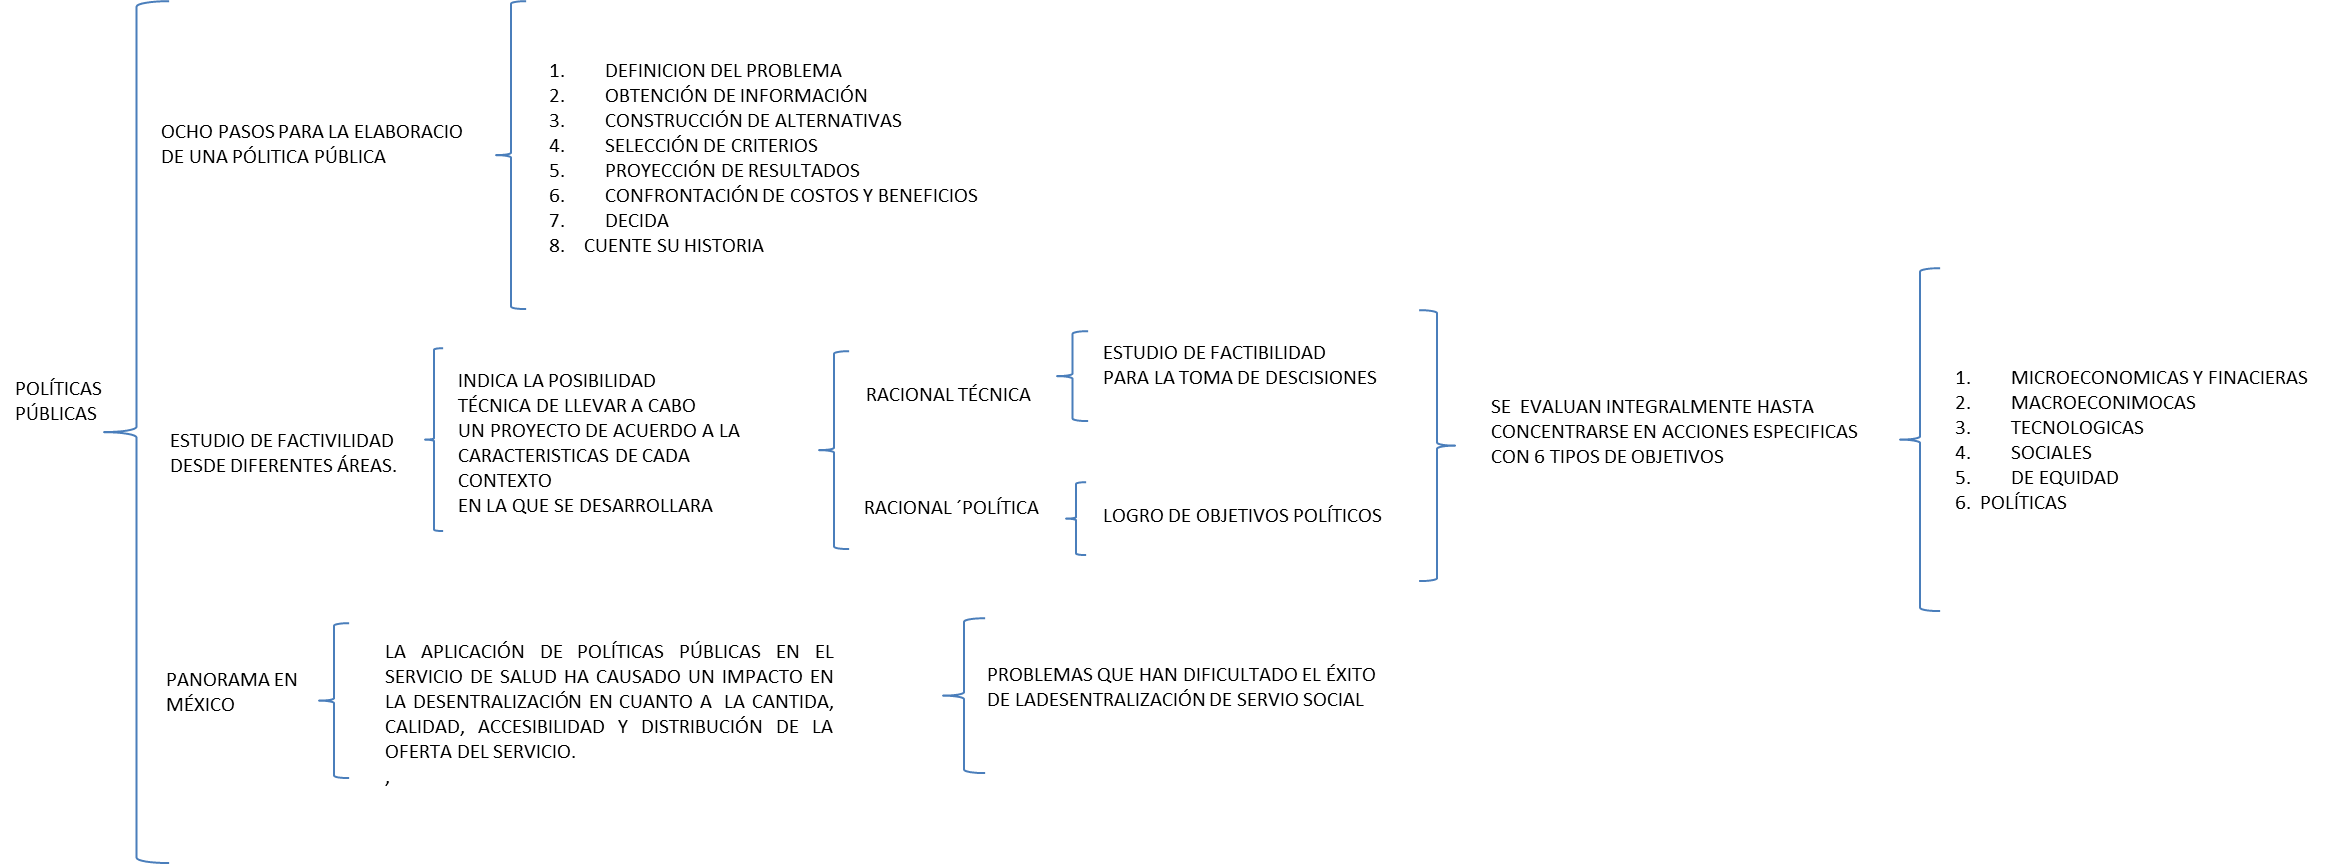 POLÍTICAS
PÚBLICAS
OCHO PASOS PARA LA ELABORACIO
DE UNA PÓLITICA PÚBLICA
1. DEFINICION DEL PROBLEMA
2. OBTENCIÓN DE INFORMACIÓN
3. CONSTRUCCIÓN DE ALTERNATIVAS
4. SELECCIÓN DE CRITERIOS
5. PROYECCIÓN DE RESULTADOS
6. CONFRONTACIÓN DE COSTOS Y BENEFICIOS
7. DECIDA
8. CUENTE SU HISTORIA
ESTUDIO DE FACTIVILIDAD
DESDE DIFERENTES ÁREAS.
INDICA LA POSIBILIDAD
TÉCNICA DE LLEVAR A CABO
UN PROYECTO DE ACUERDO A LA
CARACTERISTICAS DE CADA
CONTEXTO
EN LA QUE SE DESARROLLARA
RACIONAL TÉCNICA
ESTUDIO DE FACTIBILIDAD
PARA LA TOMA DE DESCISIONES
RACIONAL ´POLÍTICA
LOGRO DE OBJETIVOS POLÍTICOS
SE EVALUAN INTEGRALMENTE HASTA
CONCENTRARSE EN ACCIONES ESPECIFICAS
CON 6 TIPOS DE OBJETIVOS
1. MICROECONOMICAS Y FINACIERAS
2. MACROECONIMOCAS
3. TECNOLOGICAS
4. SOCIALES
5. DE EQUIDAD
6. POLÍTICAS
PANORAMA EN
MÉXICO
LA APLICACIÓN DE POLÍTICAS PÚBLICAS EN EL
SERVICIO DE SALUD HA CAUSADO UN IMPACTO EN
LA DESENTRALIZACIÓN EN CUANTO A LA CANTIDA,
CALIDAD, ACCESIBILIDAD Y DISTRIBUCIÓN DE LA
OFERTA DEL SERVICIO.
,
PROBLEMAS QUE HAN DIFICULTADO EL ÉXITO
DE LADESENTRALIZACIÓN DE SERVIO SOCIAL